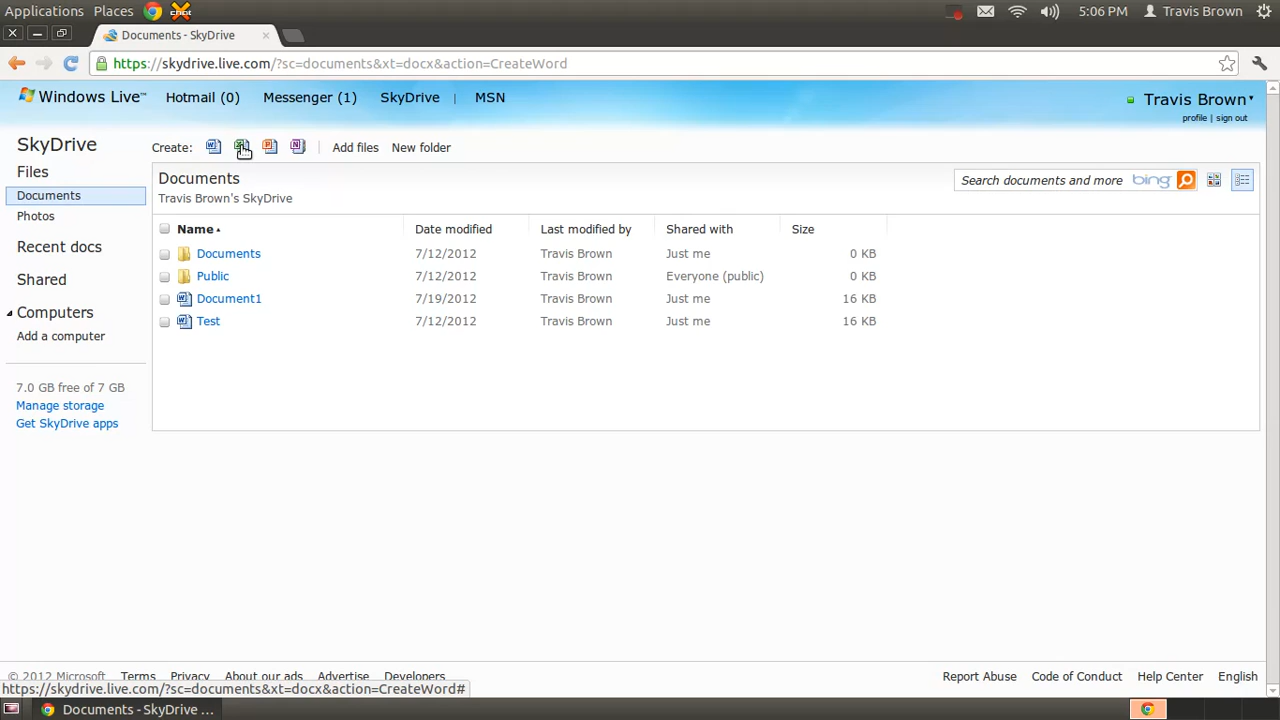 Applications Places 5:06 PM Travis Brown
Documents - SkyDrive
https://skydrive.live.com/?sc=documents&xt=docx&action=CreateWord
Windows Live™ Hotmail (0) Messenger (1) SkyDrive | MSN Travis Brown
profile | sign out
SkyDrive
Files
Documents
Photos
Recent docs
Shared
Computers
Add a computer
7.0 GB free of 7 GB
Manage storage
Get SkyDrive apps
Create: Add files New folder
Documents
Travis Brown's SkyDrive
Search documents and more bing
Name Date modified Last modified by Shared with Size
Documents 7/12/2012 Travis Brown Just me 0 KB
Public 7/12/2012 Travis Brown Everyone (public) 0 KB
Document1 7/19/2012 Travis Brown Just me 16 KB
Test 7/12/2012 Travis Brown Just me 16 KB
© 2012 Microsoft Terms Privacy About our ads Advertise Developers Report Abuse Code of Conduct Help Center English
https://skydrive.live.com/?sc=documents&xt=docx&action=CreateWord#
Documents - SkyDrive ...